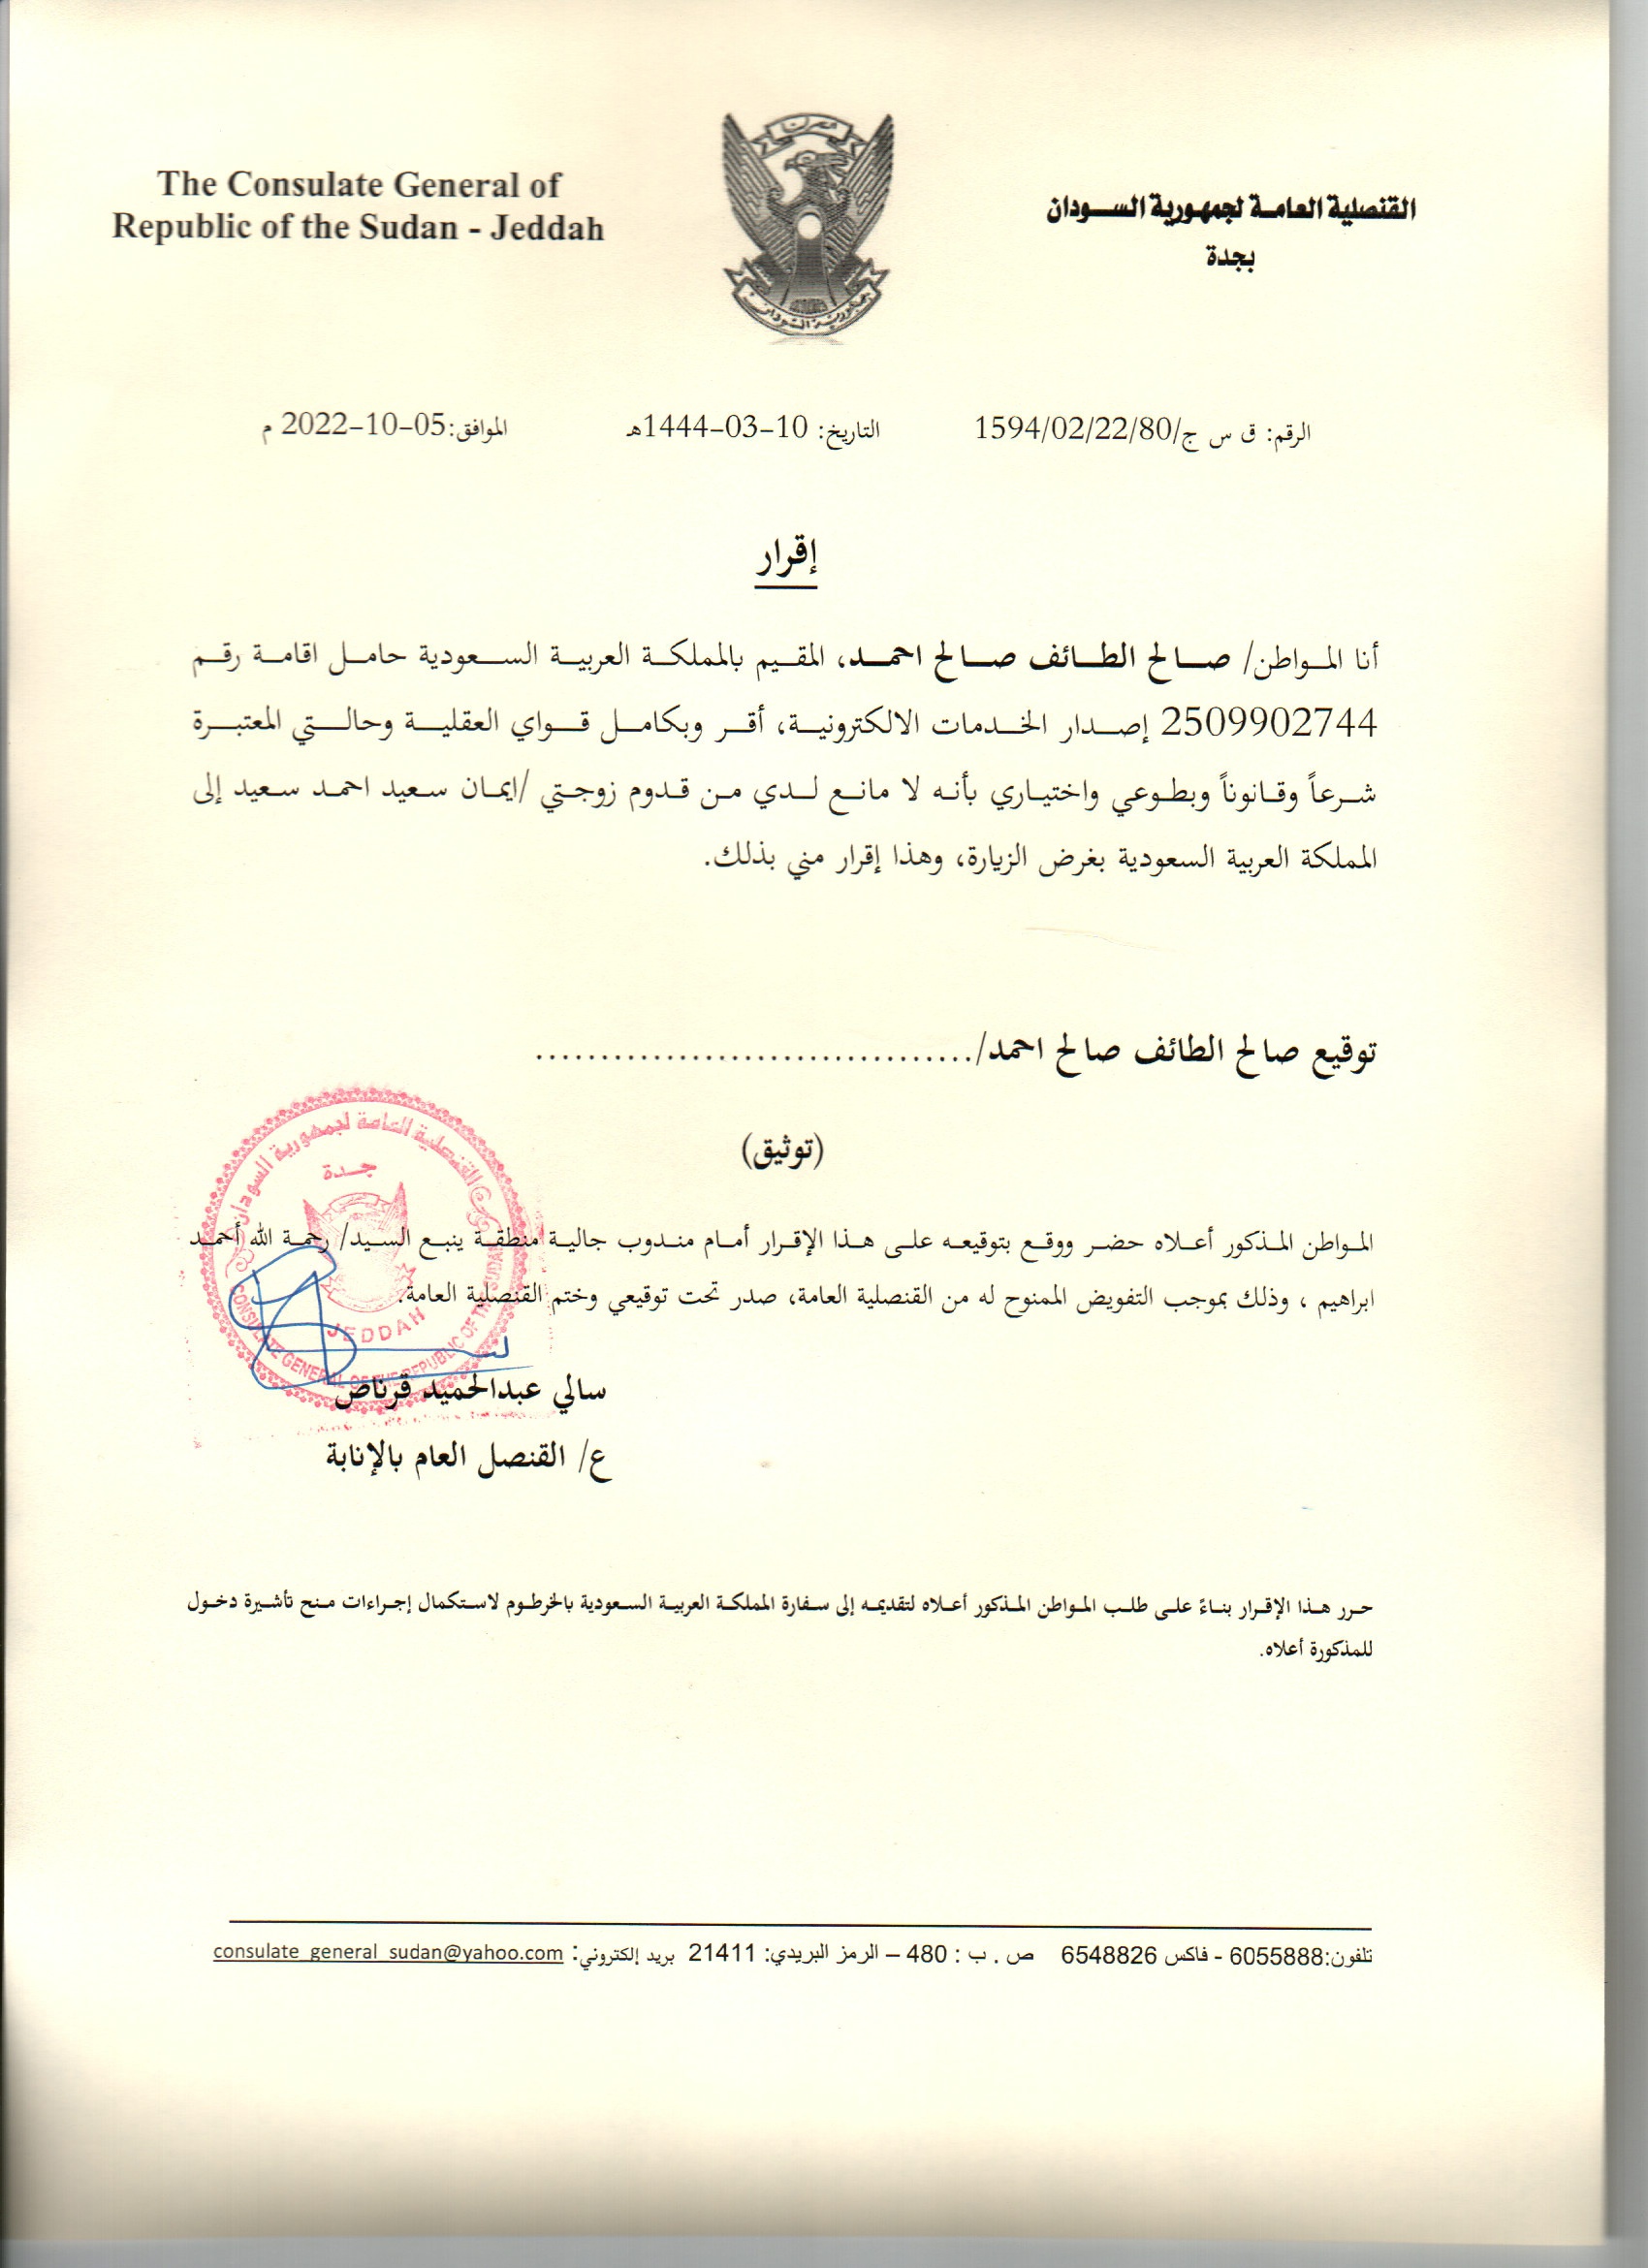 The Consulate General of
Republic of the Sudan - Jeddah
القنصلية العامة لجمهورية السودان
بجدة
جمهورية السودان
الرقم: ق س ج/1594/02/22/80 التاريخ: 10-03-1444هـ الموافق:05-10-2022 م
إقرار
أنا المواطن/ صالح الطائف صالح احمد، المقيم بالمملكة العربية السعودية حامل اقامة رقم
2509902744 إصدار الخدمات الالكترونية، أقر وبكامل قواي العقلية وحالتي المعتبرة
شرعاً وقانوناً وبطوعي واختياري بأنه لا مانع لدي من قدوم زوجتي /ايمان سعيد احمد سعيد إلى
المملكة العربية السعودية بغرض الزيارة، وهذا إقرار مني بذلك.
توقيع صالح الطائف صالح احمد/..................................
(توثيق)
المواطن المذكور أعلاه حضر ووقع بتوقيعه على هذا الإقرار أمام مندوب جالية منطقة ينبع السيد/ رحمة الله أحمد
ابراهيم ، وذلك بموجب التفويض الممنوح له من القنصلية العامة، صدر تحت توقيعي وختم القنصلية العامة.
القنصلية العامة لجمهورية السودان
جدة
JEDDAH
CONSULATE GENERAL OF THE REPUBLIC OF THE SUDAN
سالي عبدالحميد قرناص
ع/ القنصل العام بالإنابة
حرر هذا الإقرار بناءً على طلب المواطن المذكور أعلاه لتقديمه إلى سفارة المملكة العربية السعودية بالخرطوم لاستكمال إجراءات منح تأشيرة دخول
للمذكورة أعلاه.
تلفون:6055888 - فاكس 6548826 ص . ب : 480 – الرمز البريدي: 21411 بريد إلكتروني: consulate_general_sudan@yahoo.com